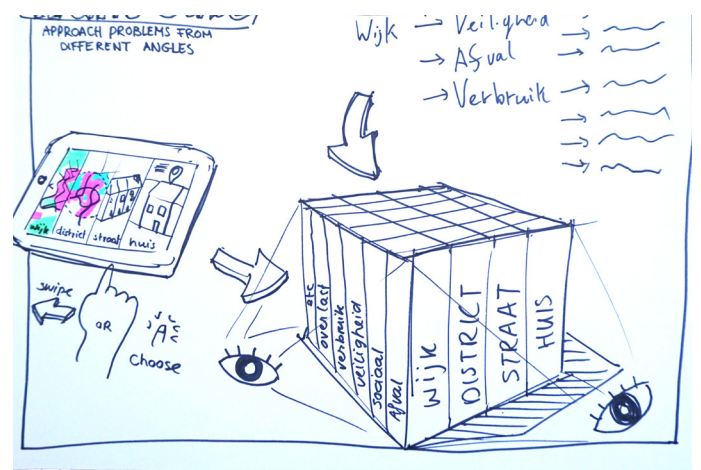 APPROACH PROBLEMS FROM
DIFFERENT ANGLES
Wijk → Veiligheid
→ Afval
→ Verbruik
wijk district straat huis
swipe
OR
choose
etc
overlast
verbruik
veiligheid
sociaal
Afval
Wijk
DISTRICT
STRAAT
HUIS